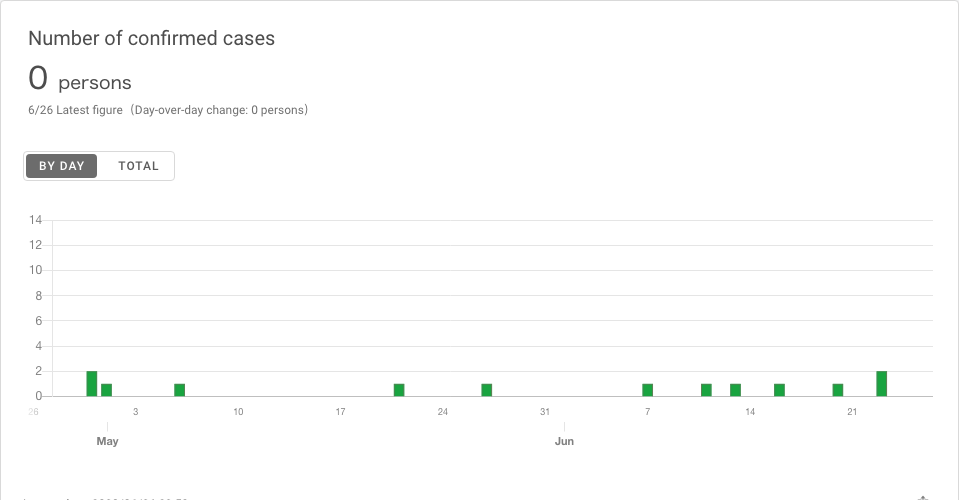 Number of confirmed cases
0 persons
6/26 Latest figure（Day-over-day change: 0 persons）
BY DAY TOTAL
14
12
10
8
6
4
2
0
26 3 10 17 24 31 7 14 21
May Jun